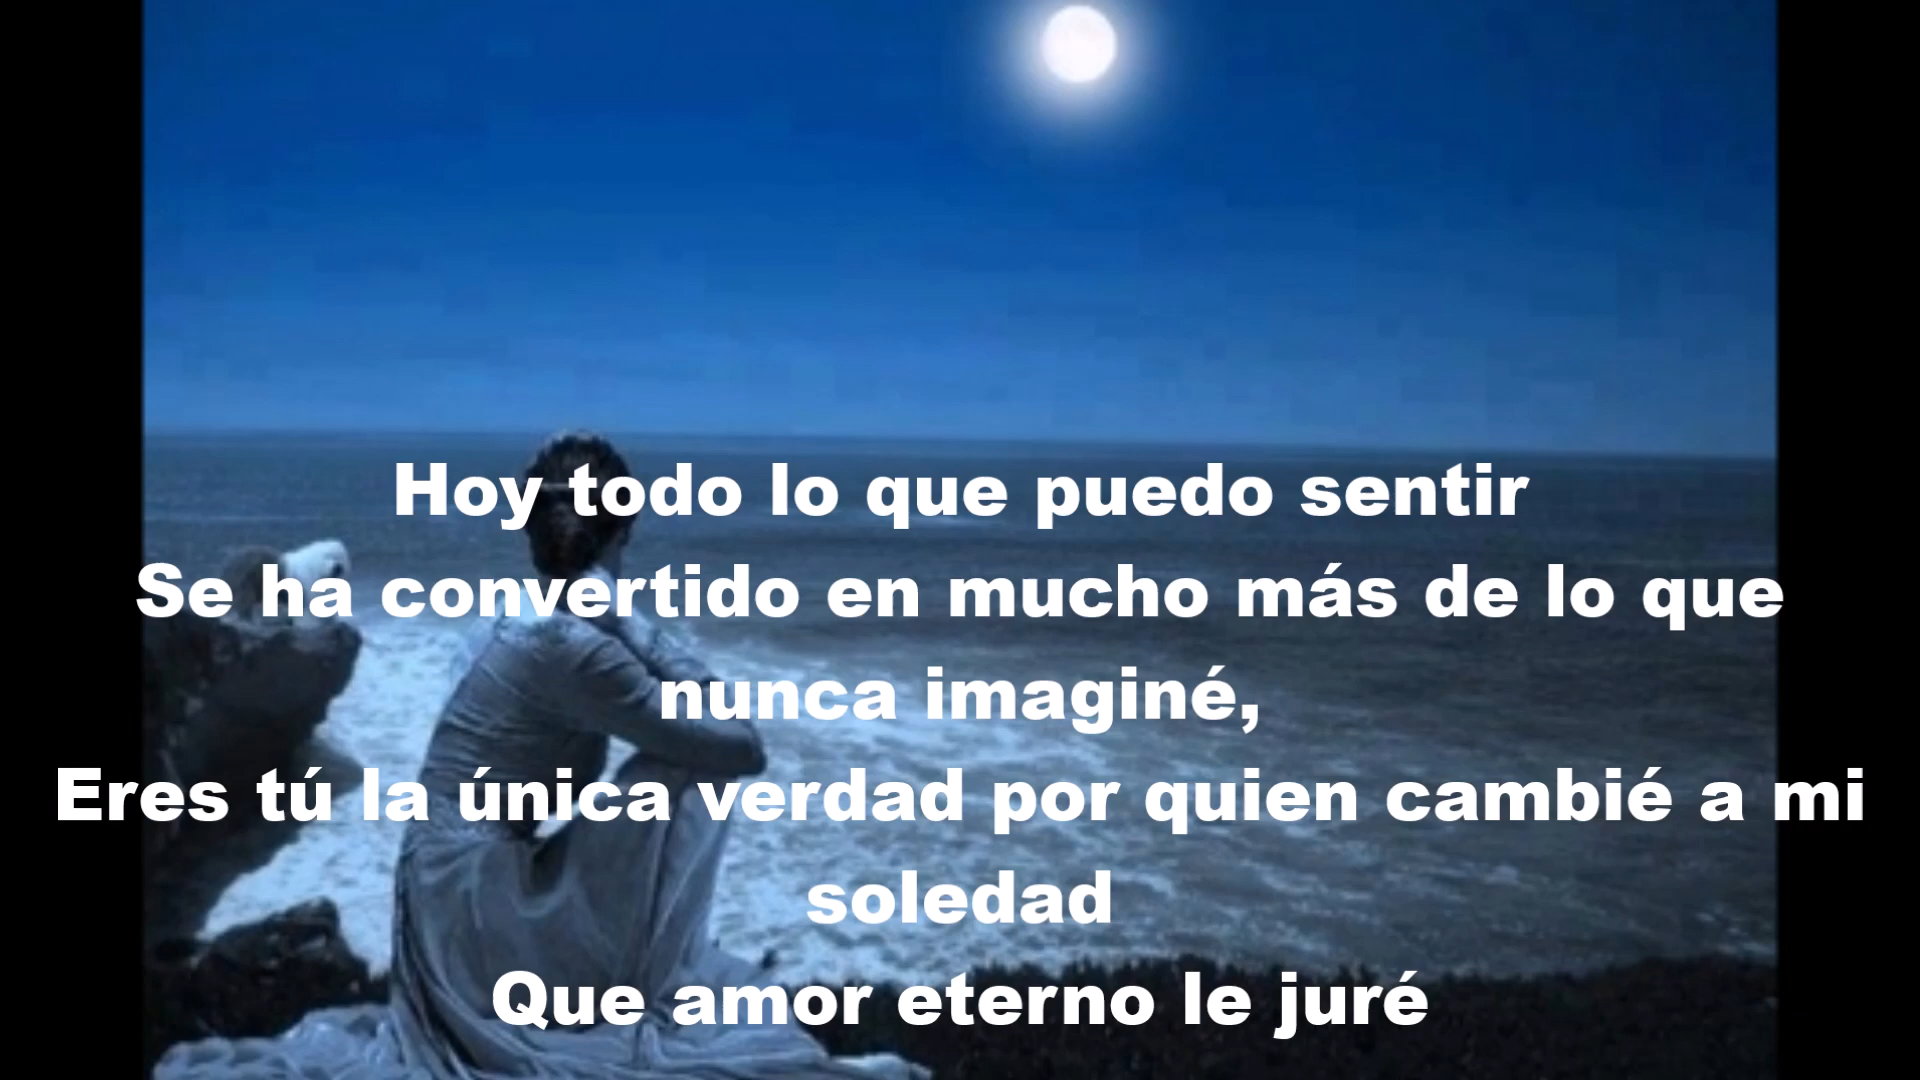 Hoy todo lo que puedo sentir
Se ha convertido en mucho más de lo que
nunca imaginé,
Eres tú la única verdad por quien cambié a mi
soledad
Que amor eterno le juré